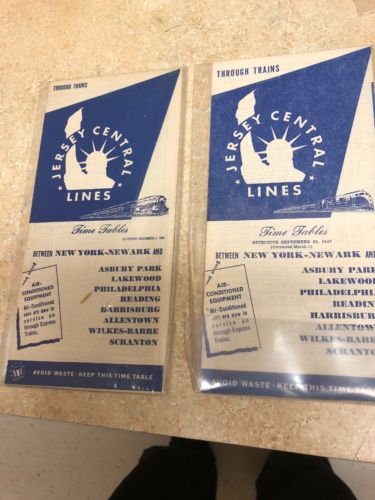 THROUGH TRAINS
JERSEY CENTRAL
LINES
Time Tables
BETWEEN NEW YORK-NEWARK AND
ASBURY PARK
LAKEWOOD
PHILADELPHIA
READING
HARRISBURG
ALLENTOWN
WILKES-BARRE
SCRANTON
AIR-
CONDITIONED
EQUIPMENT
Air-Conditioned
cars are now in
service on
through Express
Trains.
AVOID WASTE · KEEP THIS TIME TABLE
THROUGH TRAINS
JERSEY CENTRAL
LINES
Time Tables
EFFECTIVE SEPTEMBER 28, 1947
(Corrected March 1)
BETWEEN NEW YORK-NEWARK AND
ASBURY PARK
LAKEWOOD
PHILADELPHIA
READING
HARRISBURG
ALLENTOWN
WILKES-BARRE
SCRANTON
AIR-
CONDITIONED
EQUIPMENT
Air-Conditioned
cars are now in
service on
through Express
Trains.
AVOID WASTE · KEEP THIS TIME TABLE